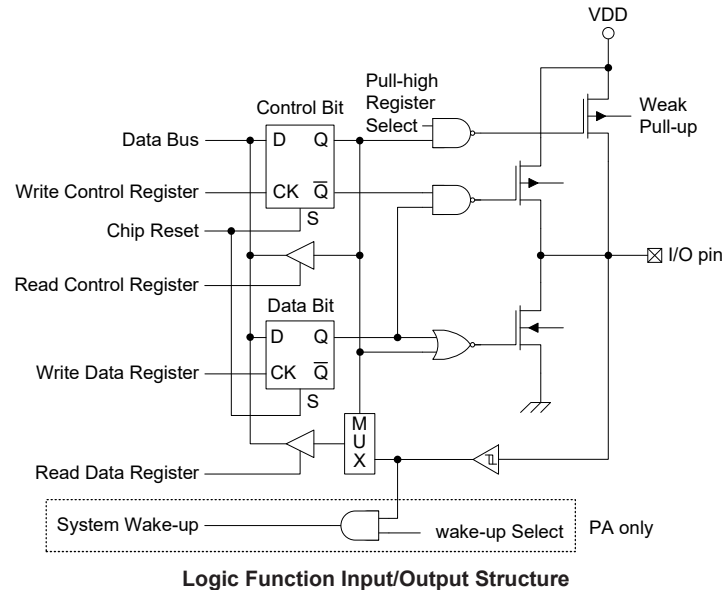 VDD
Pull-high
Register
Select
Control Bit
Weak
Pull-up
Data Bus
D
Q
Write Control Register
CK
Q
S
Chip Reset
I/O pin
Read Control Register
Data Bit
D
Q
Write Data Register
CK
Q
S
M
U
X
Read Data Register
System Wake-up
wake-up Select
PA only
Logic Function Input/Output Structure